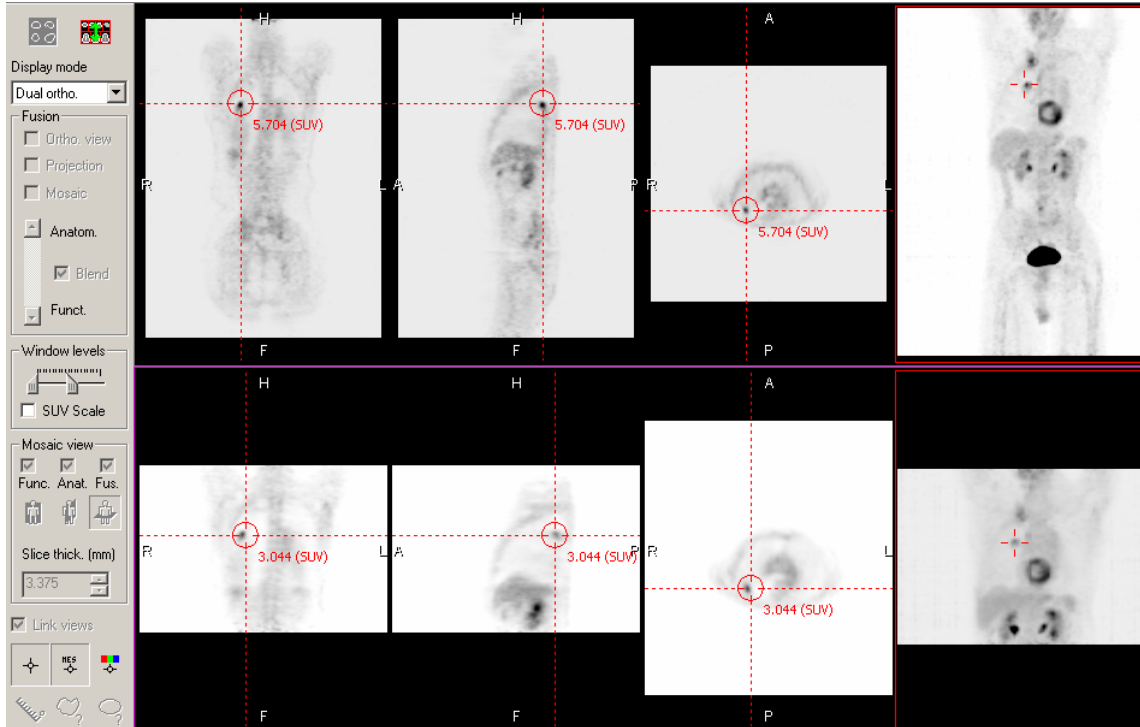 Display mode
Dual ortho.
Fusion
Ortho. view
Projection
Mosaic
Anatom.
Blend
Funct.
Window levels
SUV Scale
Mosaic view
Func. Anat. Fus.
Slice thick. (mm)
3.375
Link views
MES
? ?
H H A
5.704 (SUV) 5.704 (SUV) 5.704 (SUV)
R L A P R L
F F P
H H A
3.044 (SUV) 3.044 (SUV) 3.044 (SUV)
R L A P R L
F F P